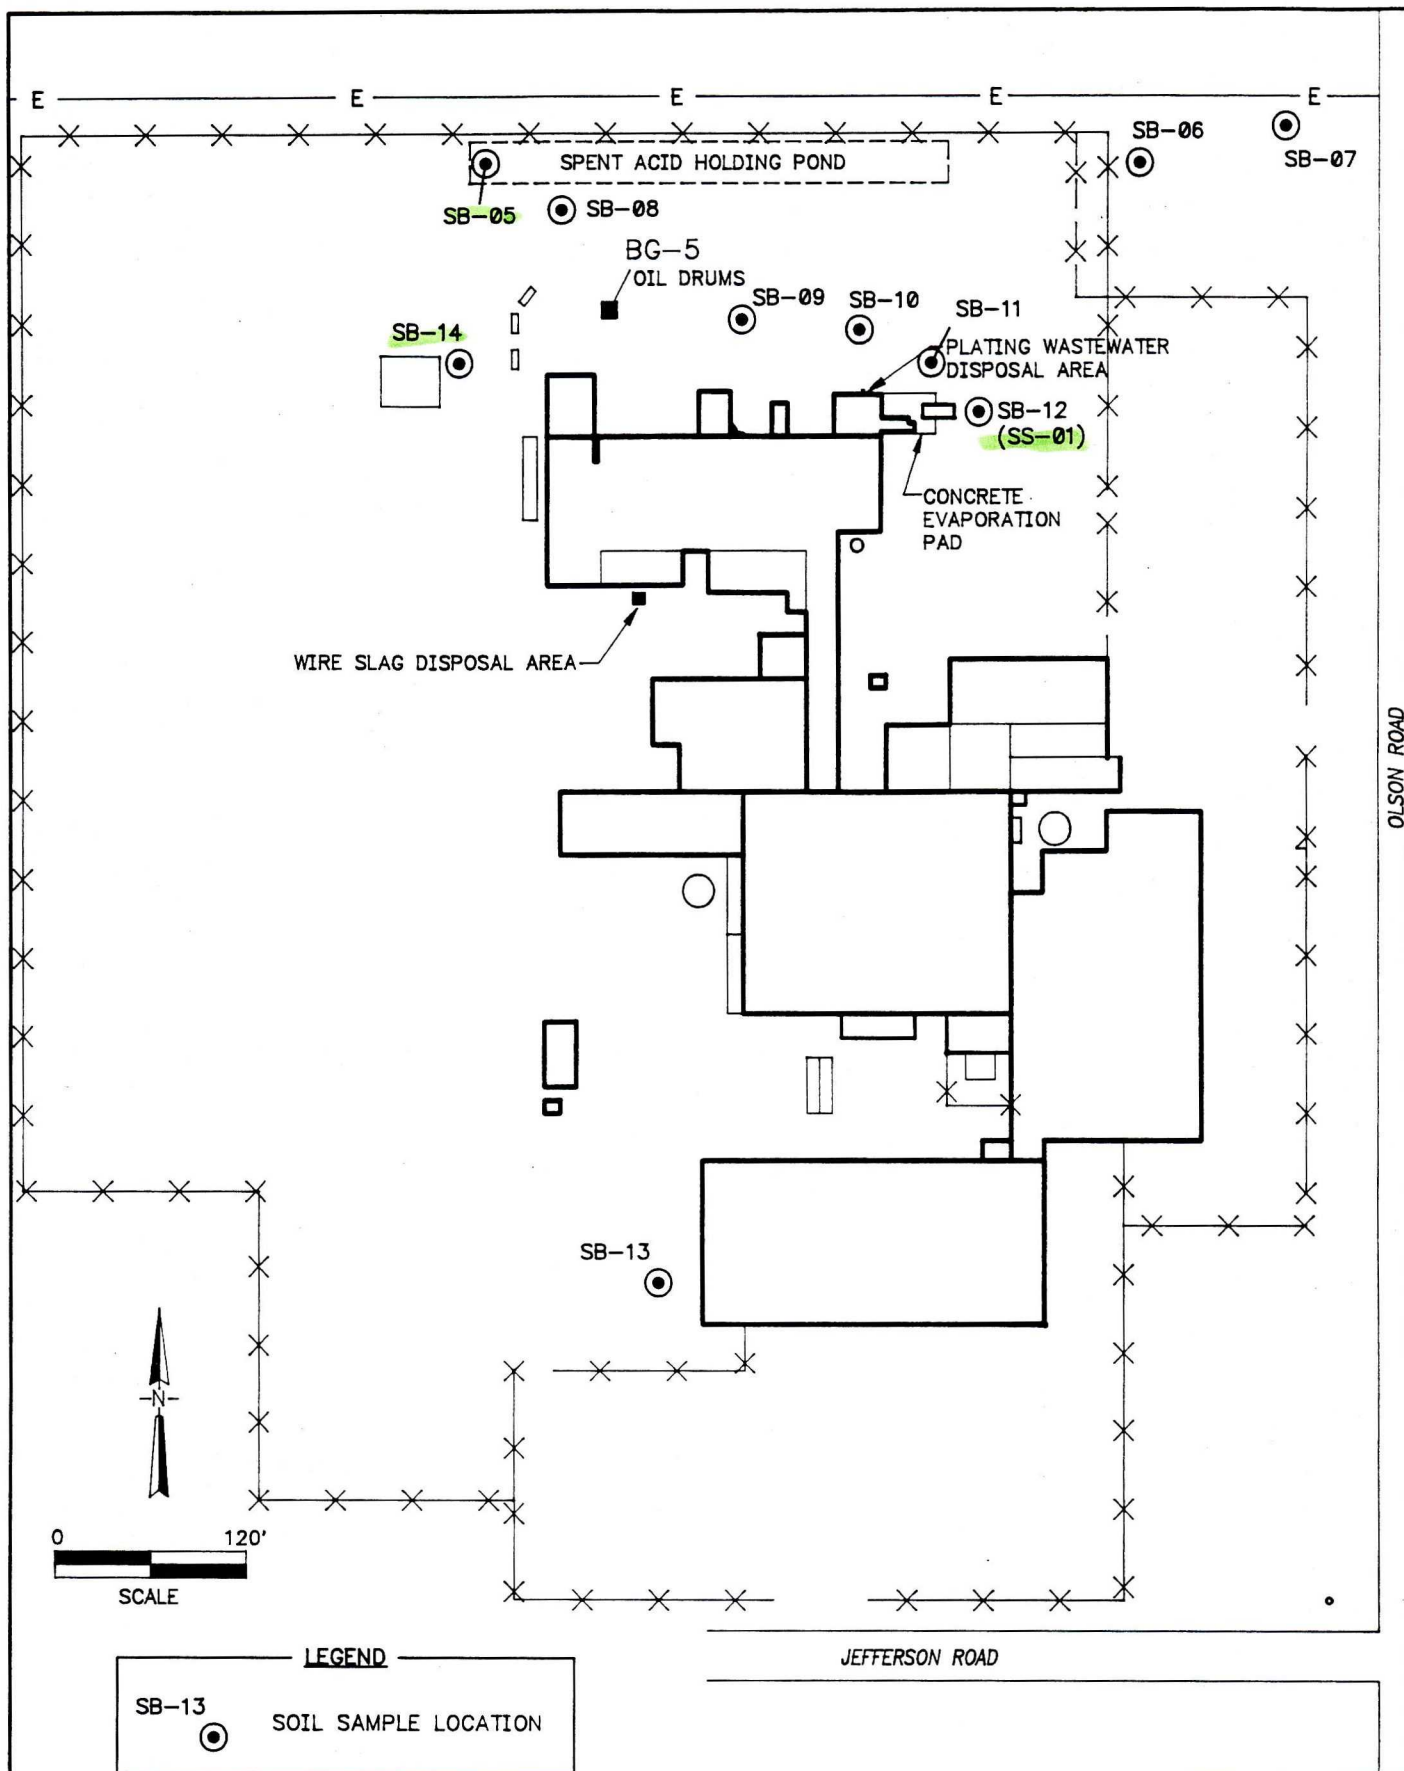 E E E E E
SB-06
SB-07
SPENT ACID HOLDING POND
SB-05
SB-08
BG-5
OIL DRUMS
SB-09
SB-10
SB-11
SB-14
PLATING WASTEWATER
DISPOSAL AREA
SB-12
(SS-01)
CONCRETE
EVAPORATION
PAD
WIRE SLAG DISPOSAL AREA
OLSON ROAD
SB-13
N
0 120'
SCALE
JEFFERSON ROAD
LEGEND
SB-13
SOIL SAMPLE LOCATION